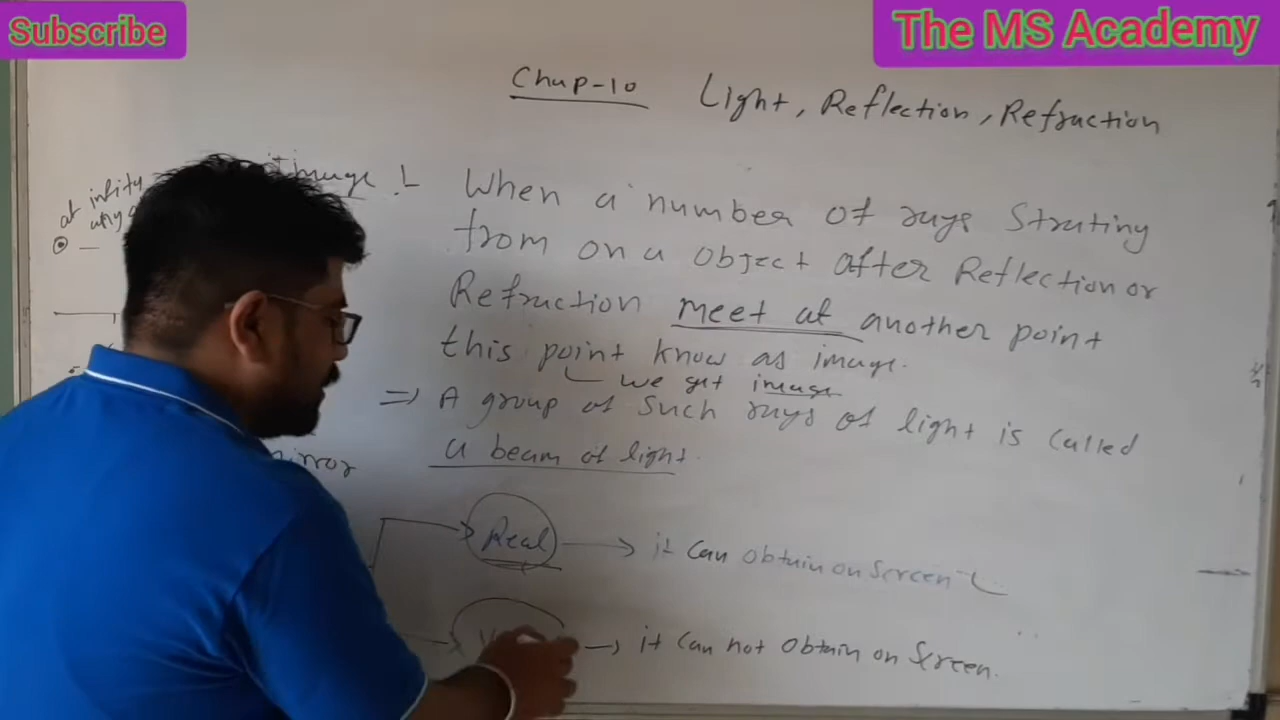 Subscribe
The MS Academy
Chap-10 Light, Reflection, Refraction
at infity
image :- When a number of rays Strating
from on a object after Reflection or
Refraction meet at another point
this point know as image.
we get image
=> A group of such rays of light is called
a beam of light.
mirror
Real → it can obtain on Screen
→ it can not obtain on Screen.